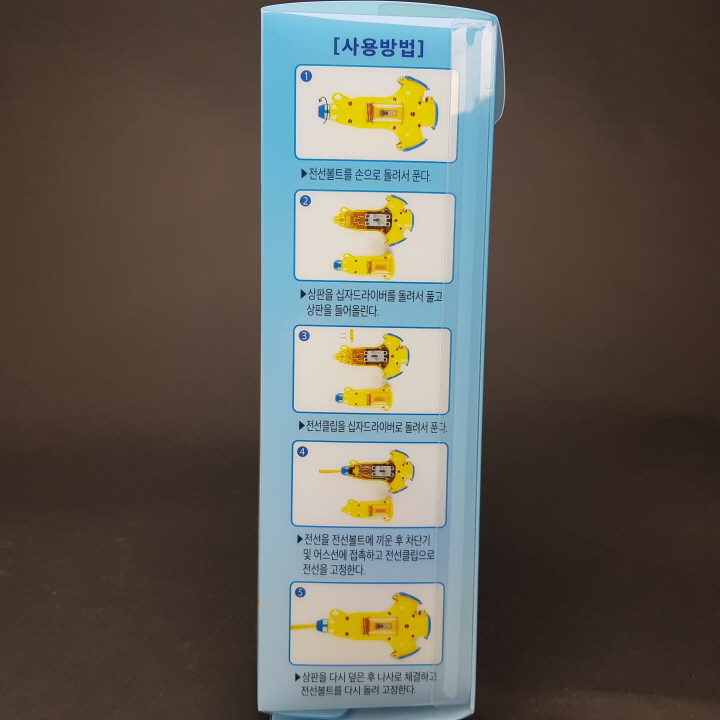 [사용방법]
1
▶전선볼트를 손으로 돌려서 푼다.
2
▶상판을 십자드라이버를 돌려서 풀고
상판을 들어올린다.
3
▶전선클립을 십자드라이버로 돌려서 푼다.
4
▶전선을 전선볼트에 끼운 후 차단기
및 어스선에 접촉하고 전선클립으로
전선을 고정한다.
5
▶상판을 다시 덮은 후 나사로 체결하고
전선볼트를 다시 돌려 고정한다.